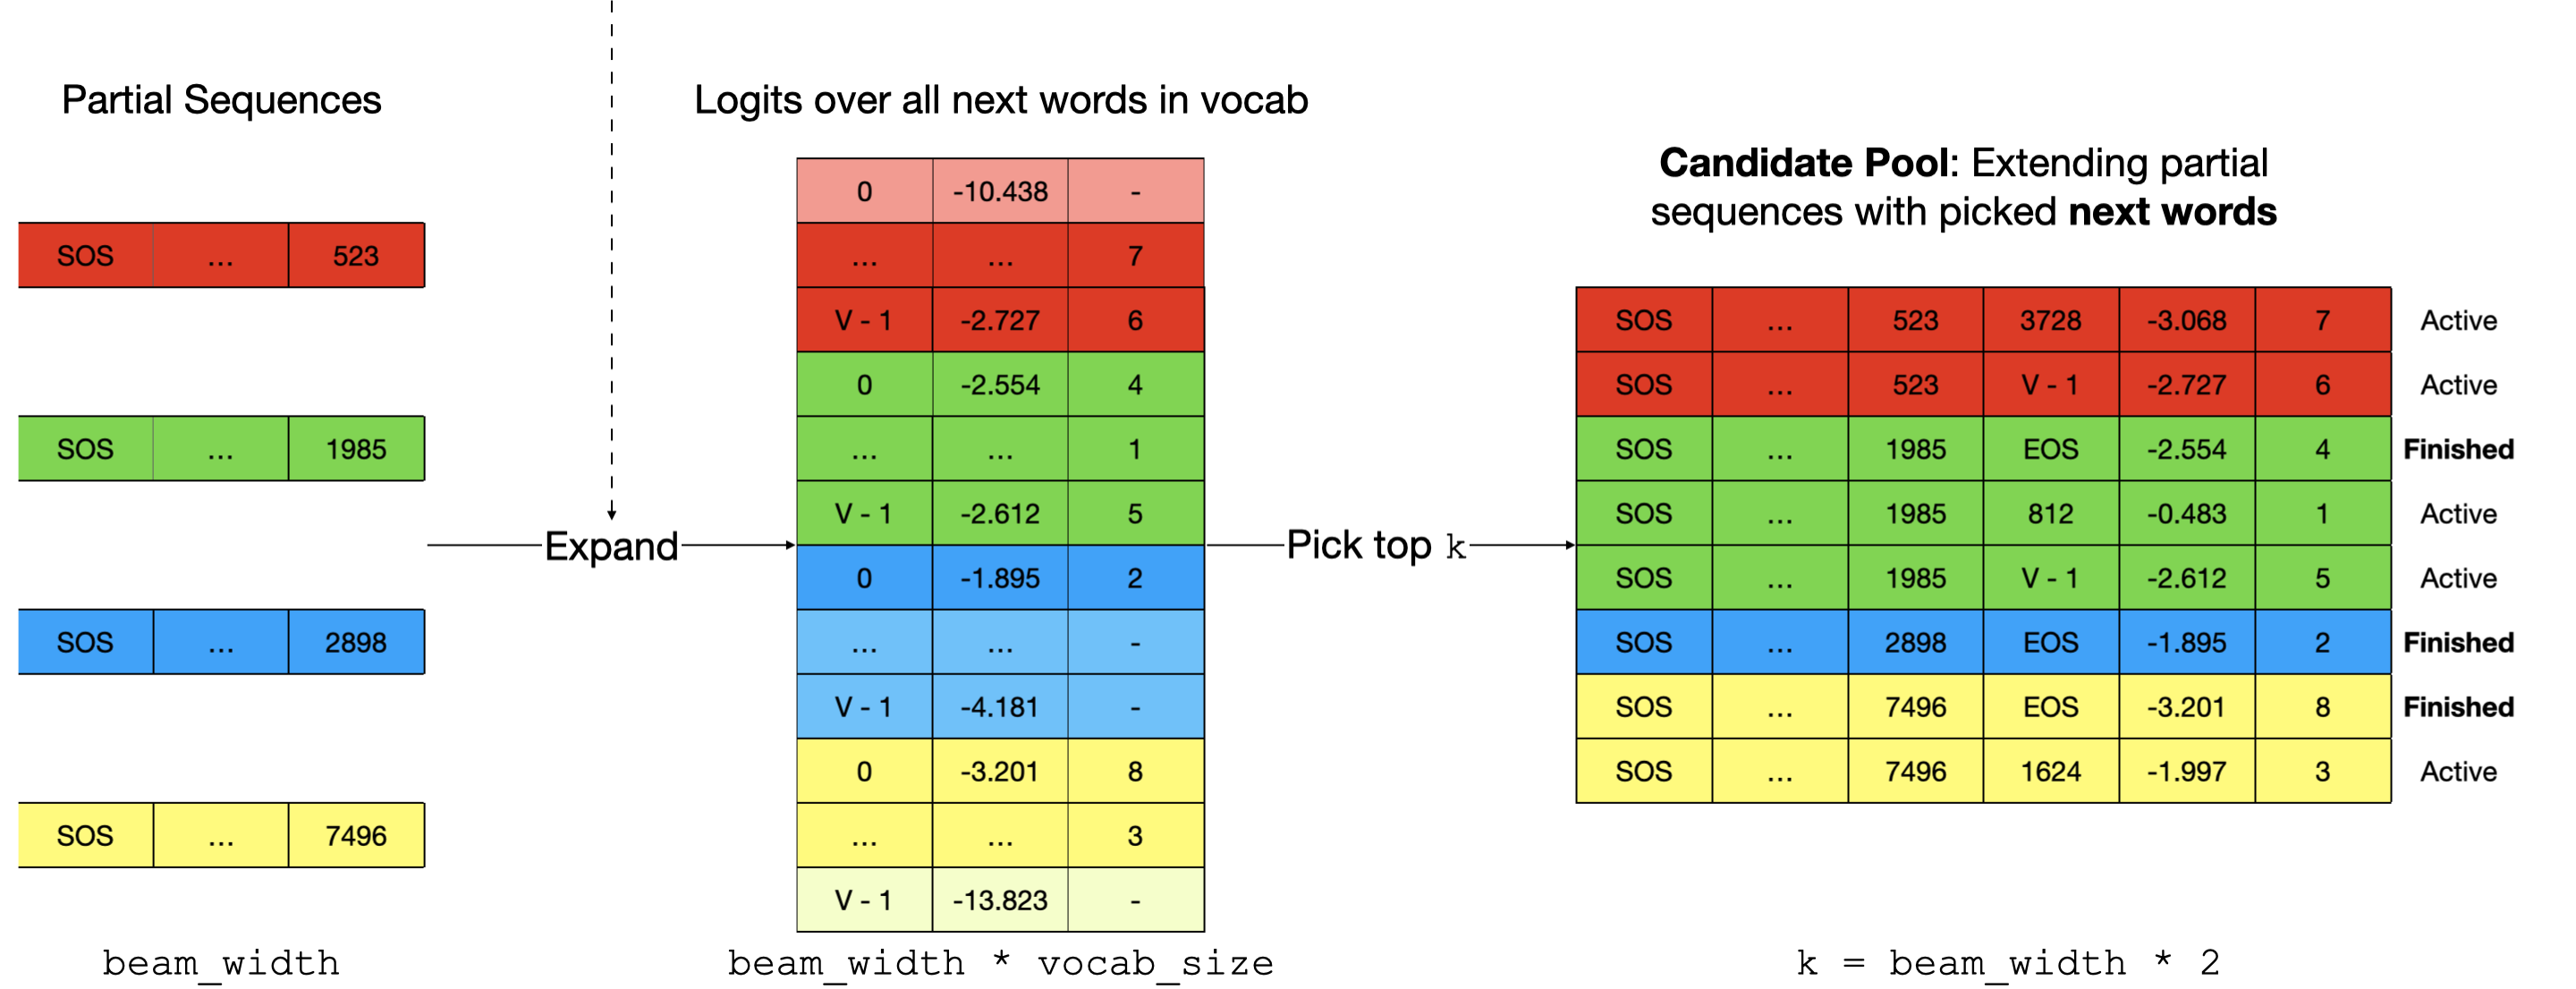 Partial Sequences
SOS ... 523
SOS ... 1985
SOS ... 2898
SOS ... 7496
beam_width
Expand
Logits over all next words in vocab
0 -10.438 -
... ... 7
V - 1 -2.727 6
0 -2.554 4
... ... 1
V - 1 -2.612 5
0 -1.895 2
... ... -
V - 1 -4.181 -
0 -3.201 8
... ... 3
V - 1 -13.823 -
beam_width * vocab_size
Pick top k
Candidate Pool: Extending partial
sequences with picked next words
SOS ... 523 3728 -3.068 7 Active
SOS ... 523 V - 1 -2.727 6 Active
SOS ... 1985 EOS -2.554 4 Finished
SOS ... 1985 812 -0.483 1 Active
SOS ... 1985 V - 1 -2.612 5 Active
SOS ... 2898 EOS -1.895 2 Finished
SOS ... 7496 EOS -3.201 8 Finished
SOS ... 7496 1624 -1.997 3 Active
k = beam_width * 2